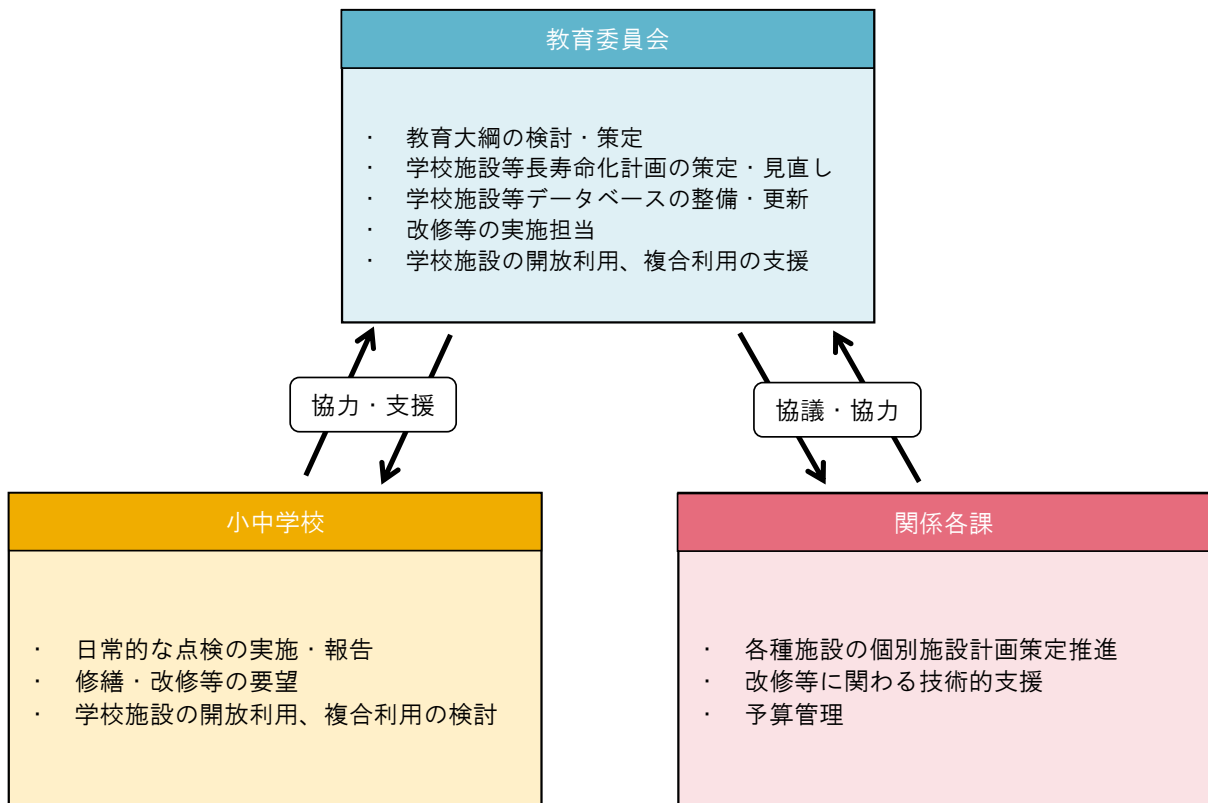 教育委員会
· 教育大綱の検討・策定
· 学校施設等長寿命化計画の策定・見直し
· 学校施設等データベースの整備・更新
· 改修等の実施担当
· 学校施設の開放利用、複合利用の支援
協力・支援
協議・協力
小中学校
· 日常的な点検の実施・報告
· 修繕・改修等の要望
· 学校施設の開放利用、複合利用の検討
関係各課
· 各種施設の個別施設計画策定推進
· 改修等に関わる技術的支援
· 予算管理